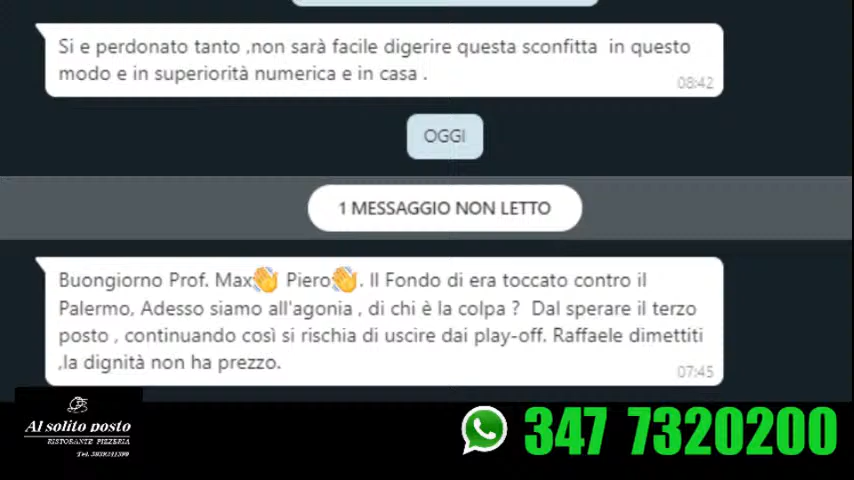 Si e perdonato tanto ,non sarà facile digerire questa sconfitta in questo
modo e in superiorità numerica e in casa .
08:42
OGGI
1 MESSAGGIO NON LETTO
Buongiorno Prof. Max👋 Piero👋. Il Fondo di era toccato contro il
Palermo, Adesso siamo all'agonia , di chi è la colpa ? Dal sperare il terzo
posto , continuando così si rischia di uscire dai play-off. Raffaele dimettiti
,la dignità non ha prezzo.
07:45
Al solito posto
RISTORANTE PIZZERIA
Tel.
347 7320200